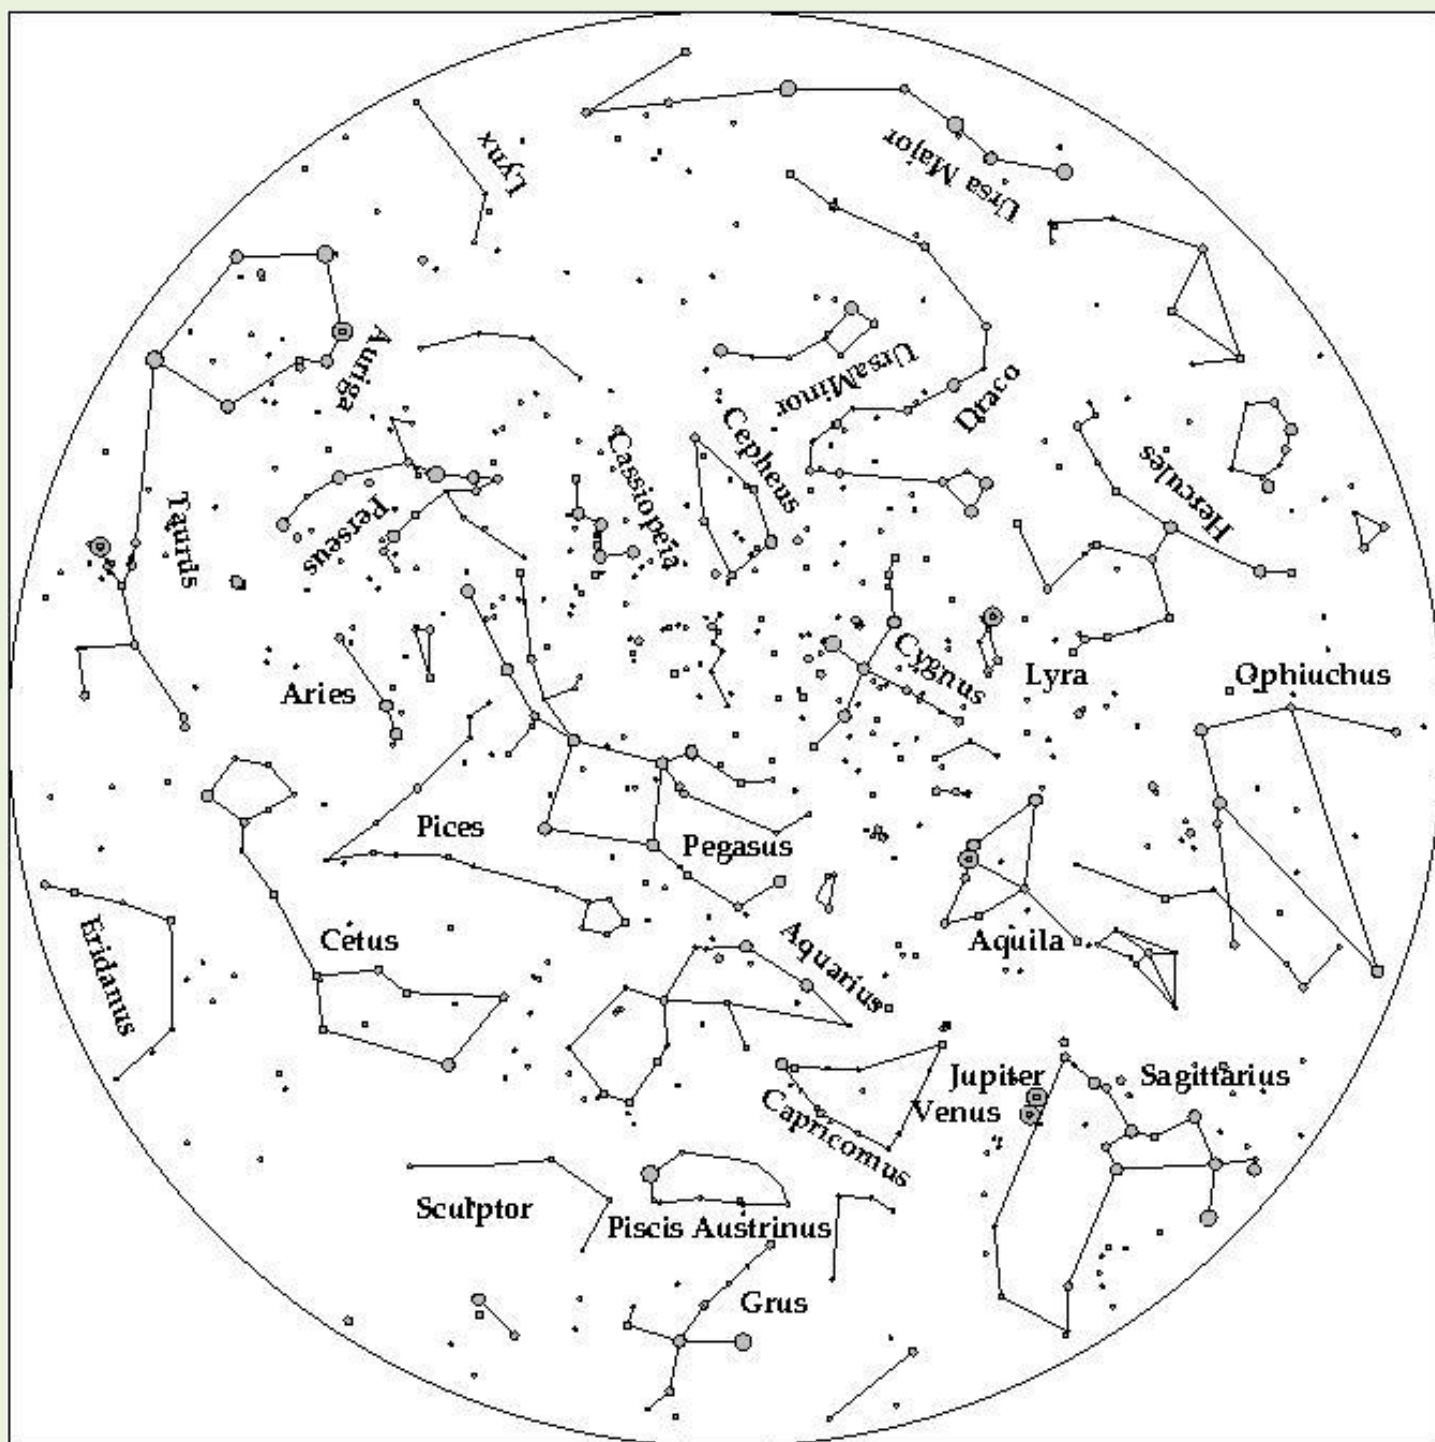 Lynx
Ursa Major
Auriga
UrsaMinor
Draco
Cepheus
Cassiopeia
Hercules
Perseus
Taurus
Cygnus
Lyra
Ophiuchus
Aries
Pices
Pegasus
Cetus
Aquarius
Aquila
Eridanus
Jupiter
Sagittarius
Venus
Capricornus
Sculptor
Piscis Austrinus
Grus